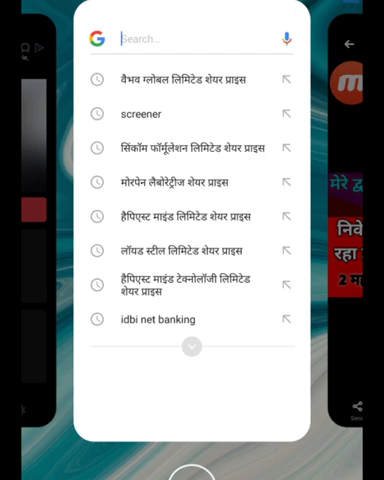 Search...
वैभव ग्लोबल लिमिटेड शेयर प्राइस
screener
सिंकॉम फॉर्मूलेशन लिमिटेड शेयर प्राइस
मोरपेन लैबोरेट्रीज शेयर प्राइस
हैपिएस्ट माइंड लिमिटेड शेयर प्राइस
लॉयड स्टील लिमिटेड शेयर प्राइस
हैपिएस्ट माइंड टेक्नोलॉजी लिमिटेड
शेयर प्राइस
idbi net banking
मेरे
निवे
रहा
2